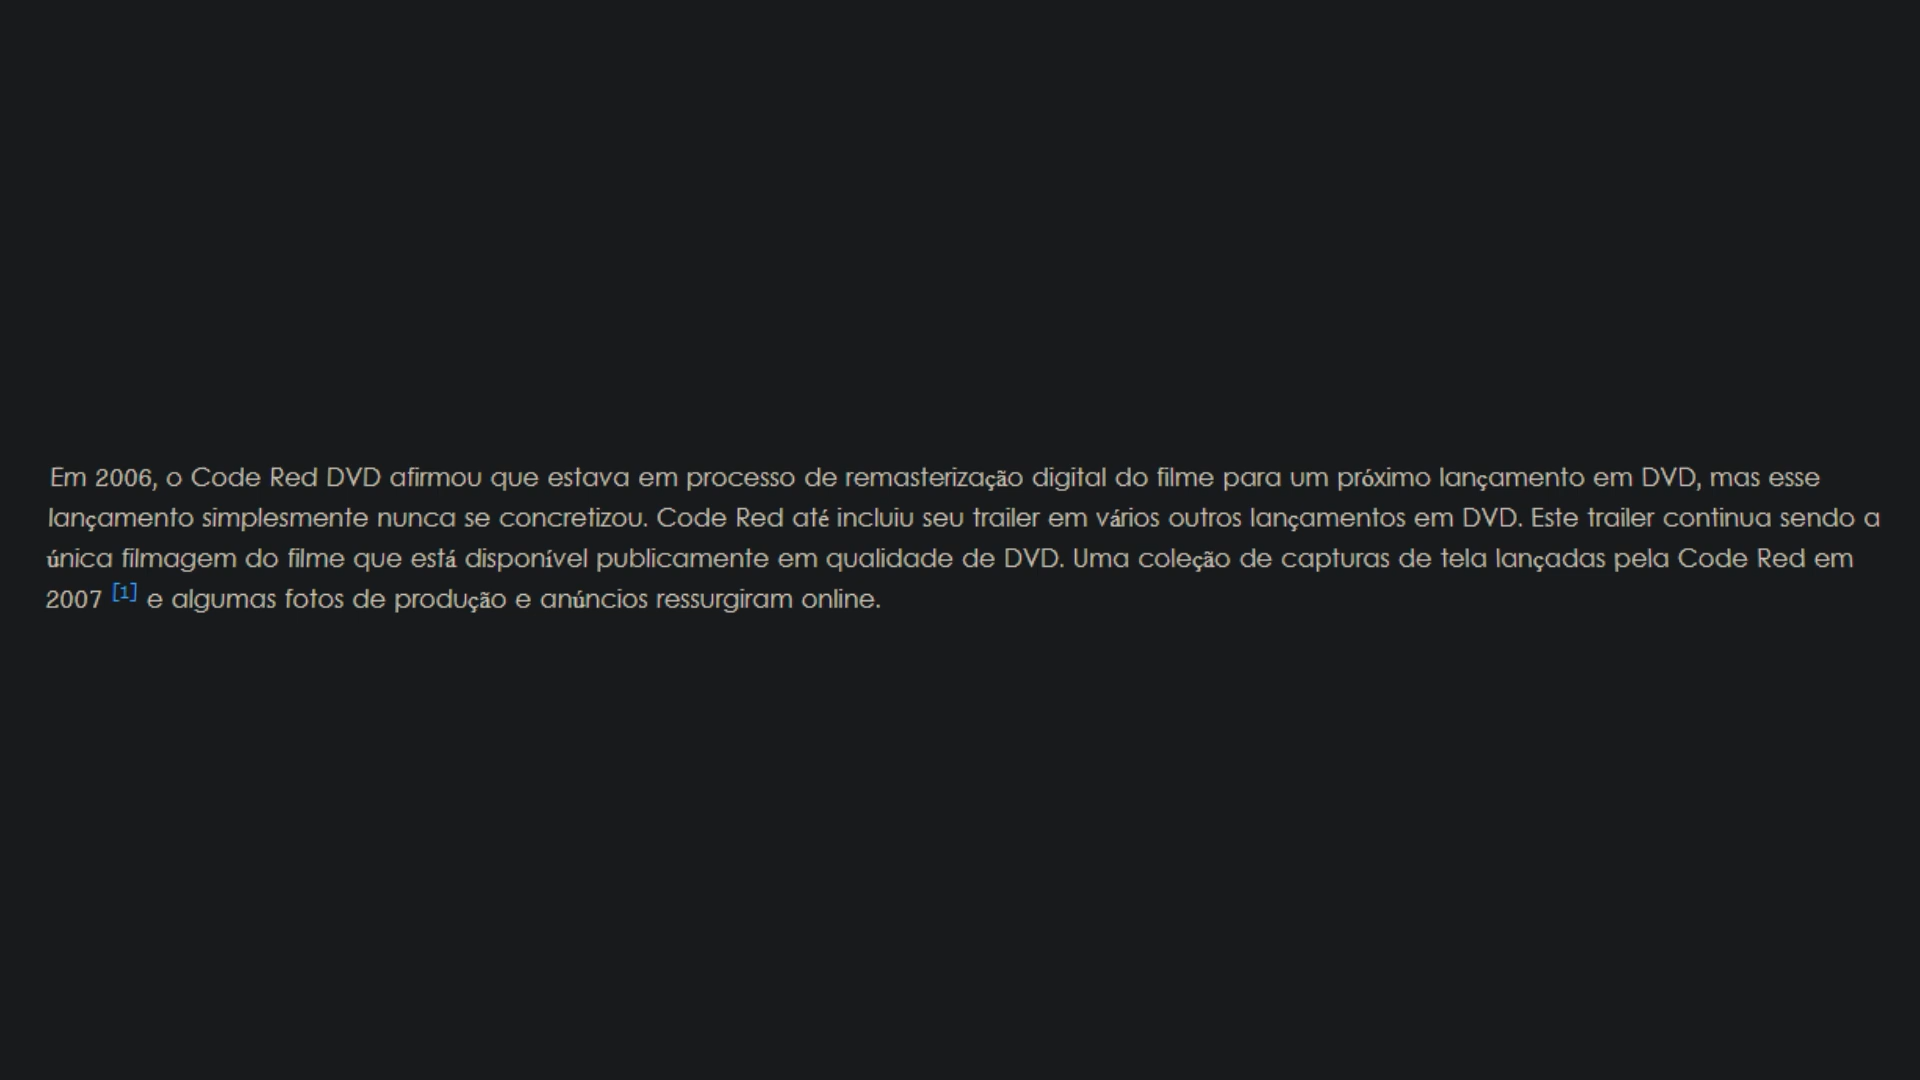 Em 2006, o Code Red DVD afirmou que estava em processo de remasterização digital do filme para um próximo lançamento em DVD, mas esse
lançamento simplesmente nunca se concretizou. Code Red até incluiu seu trailer em vários outros lançamentos em DVD. Este trailer continua sendo a
única filmagem do filme que está disponível publicamente em qualidade de DVD. Uma coleção de capturas de tela lançadas pela Code Red em
2007 [1] e algumas fotos de produção e anúncios ressurgiram online.